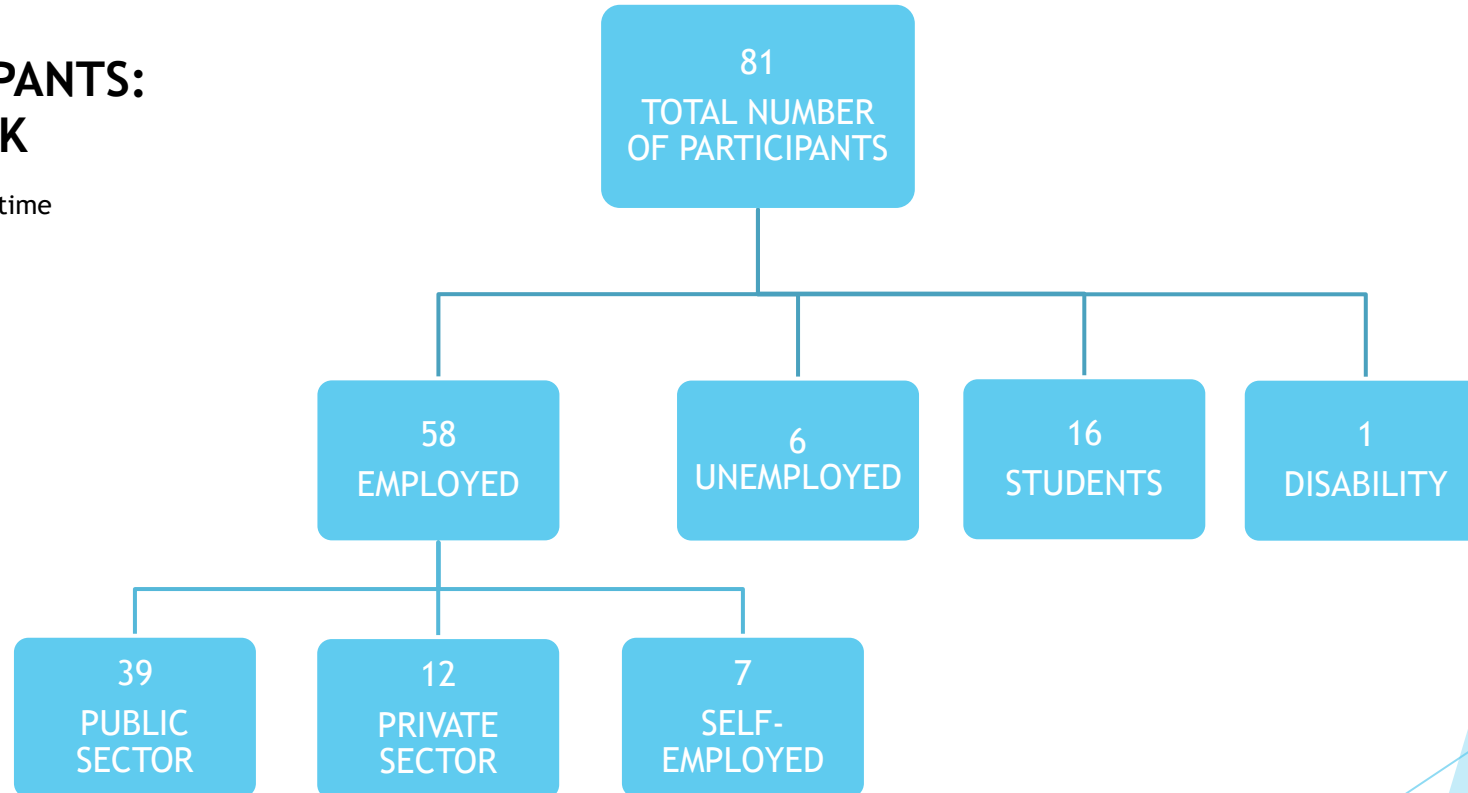 PANTS:
K
time
81
TOTAL NUMBER
OF PARTICIPANTS
58
EMPLOYED
6
UNEMPLOYED
16
STUDENTS
1
DISABILITY
39
PUBLIC
SECTOR
12
PRIVATE
SECTOR
7
SELF-
EMPLOYED